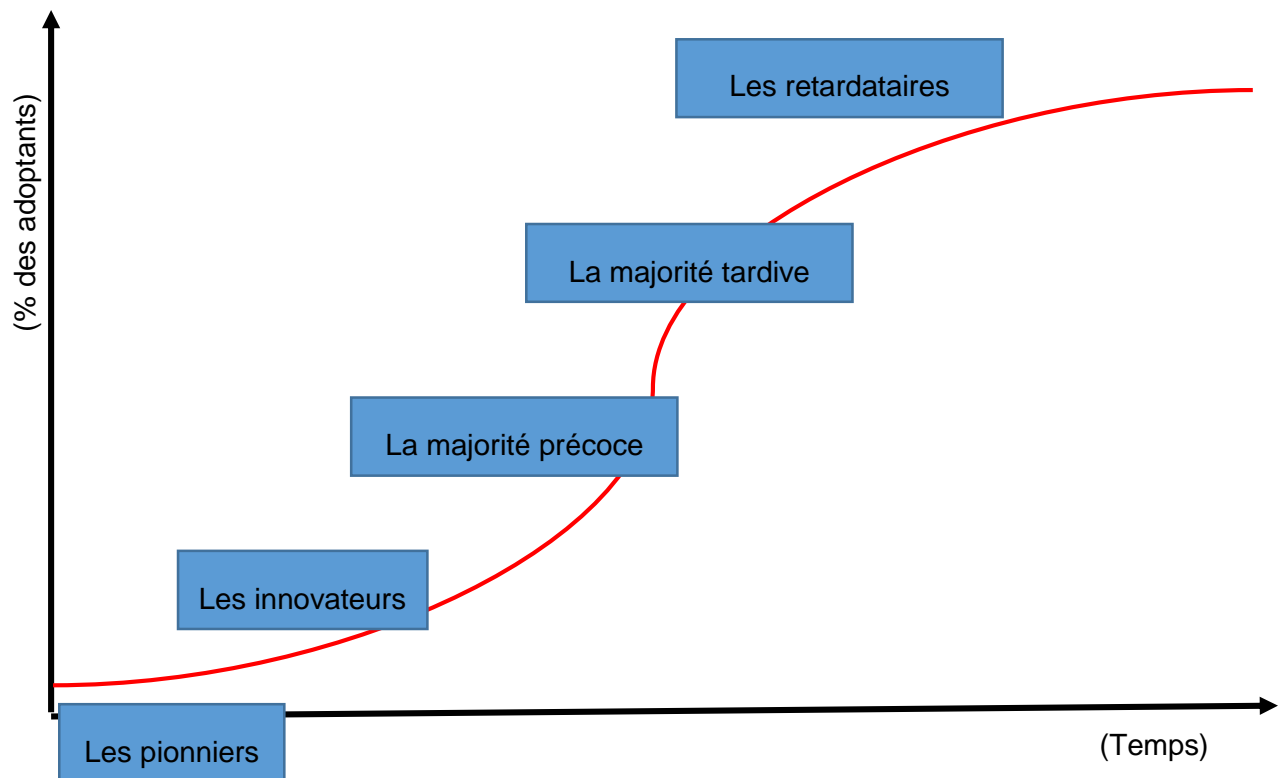 (% des adoptants)
Les retardataires
La majorité tardive
La majorité précoce
Les innovateurs
Les pionniers
(Temps)